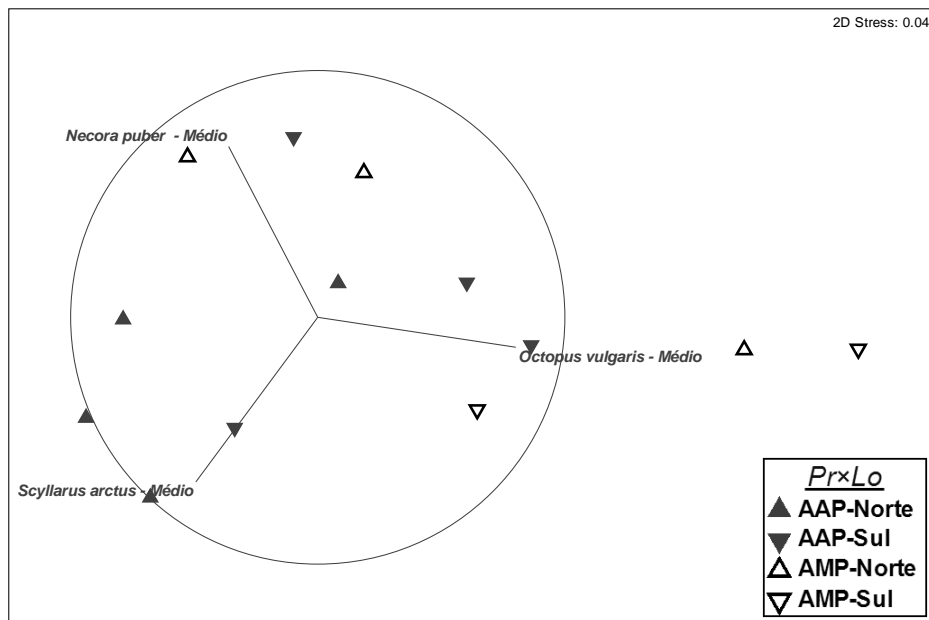 2D Stress: 0.04
Necora puber - Médio
Octopus vulgaris - Médio
Scyllarus arctus - Médio
Pr×Lo
AAP-Norte
AAP-Sul
AMP-Norte
AMP-Sul